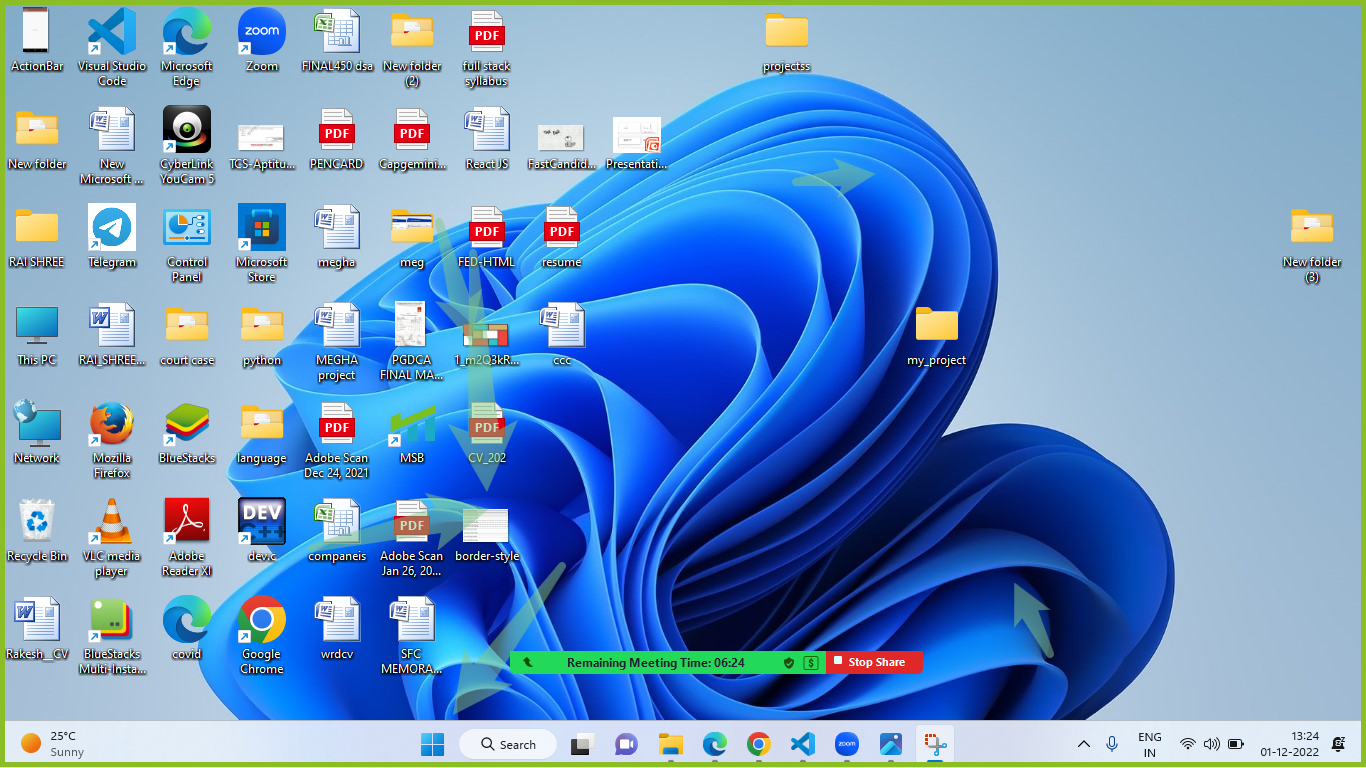 ActionBar
Visual Studio
Code
Microsoft
Edge
zoom
Zoom
FINAL450 dsa
New folder
(2)
PDF
full stack
syllabus
projectss
New folder
New
Microsoft ...
CyberLink
YouCam 5
TCS-Aptitu...
PDF
PENCARD
PDF
Capgemini...
React JS
FastCandid...
Presentati...
RAI SHREE
Telegram
Control
Panel
Microsoft
Store
megha
meg
PDF
FED-HTML
PDF
resume
New folder
(3)
This PC
RAI_SHREE...
court case
python
MEGHA
project
PGDCA
FINAL MA...
1_m2Q3kR...
ccc
my_project
Network
Mozilla
Firefox
BlueStacks
language
PDF
Adobe Scan
Dec 24, 2021
MSB
PDF
CV_202
Recycle Bin
VLC media
player
Adobe
Reader XI
DEV
C++
dev.c
companeis
PDF
Adobe Scan
Jan 26, 20...
border-style
Rakesh__CV
BlueStacks
Multi-Insta...
covid
Google
Chrome
wrdcv
SFC
MEMORA...
Remaining Meeting Time: 06:24
$
Stop Share
25°C
Sunny
Search
zoom
ENG
IN
13:24
01-12-2022